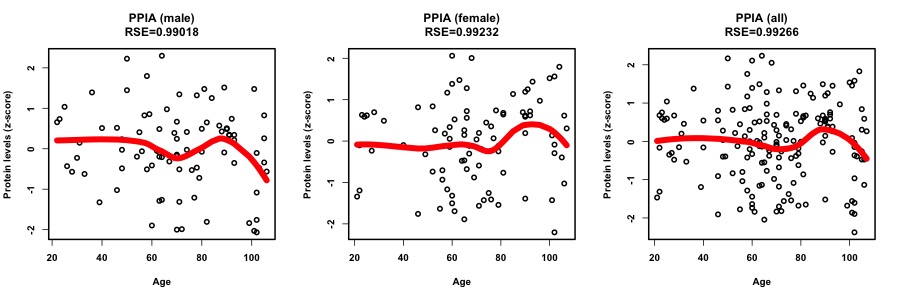 PPIA (male)
RSE=0.99018
Protein levels (z-score)
2
1
0
-1
-2
20 40 60 80 100
Age
PPIA (female)
RSE=0.99232
Protein levels (z-score)
2
1
0
-1
-2
20 40 60 80 100
Age
PPIA (all)
RSE=0.99266
Protein levels (z-score)
2
1
0
-1
-2
20 40 60 80 100
Age